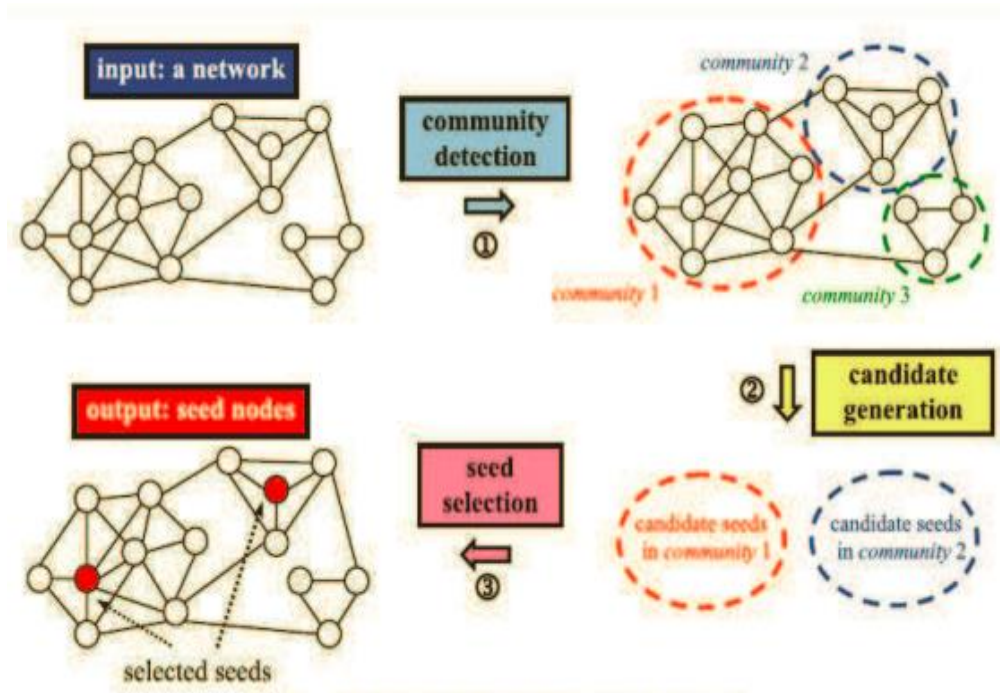 input: a network
community
detection
①
community 2
community 1
community 3
②
candidate
generation
candidate seeds
in community 1
candidate seeds
in community 2
seed
selection
③
output: seed nodes
selected seeds